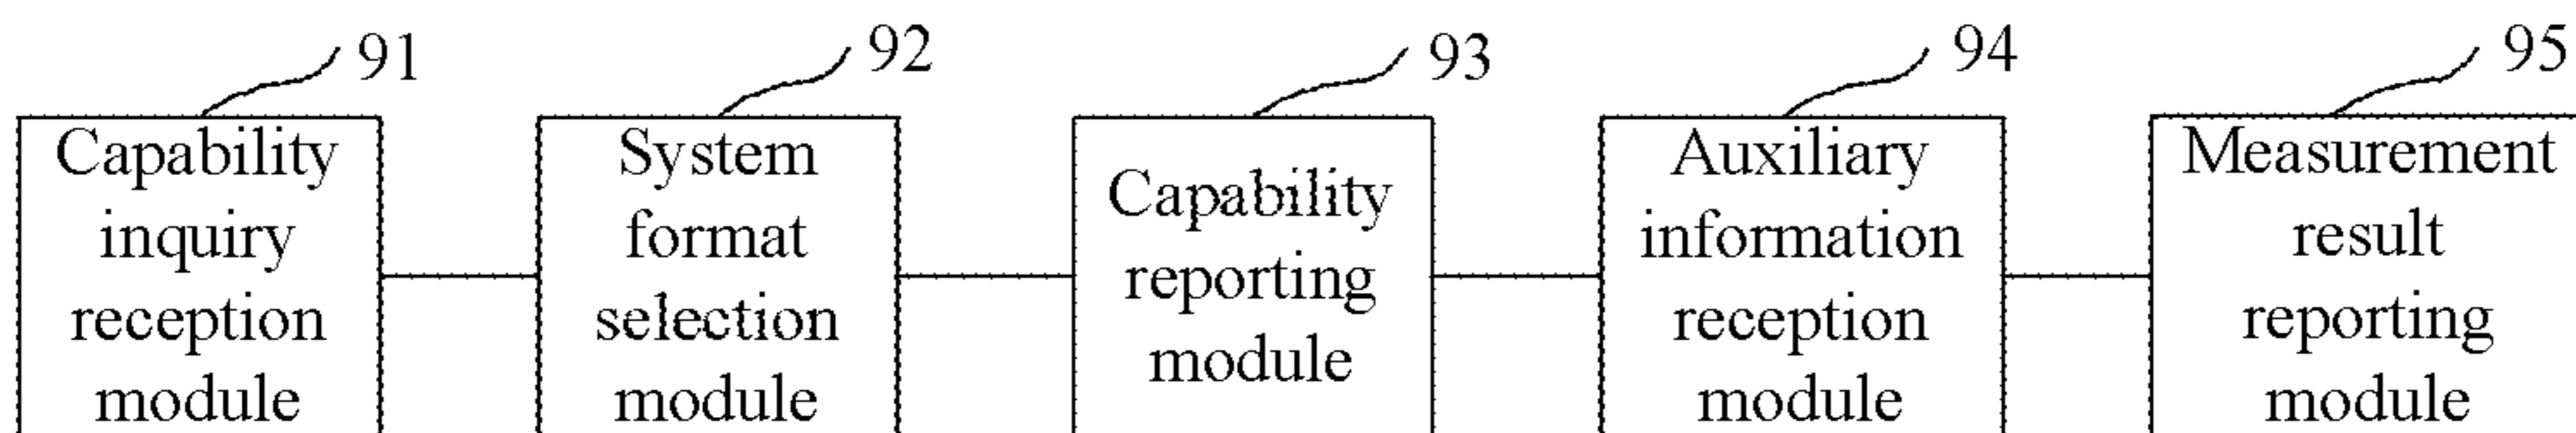 91
92
93
94
95
Capability
inquiry
reception
module
System
format
selection
module
Capability
reporting
module
Auxiliary
information
reception
module
Measurement
result
reporting
module